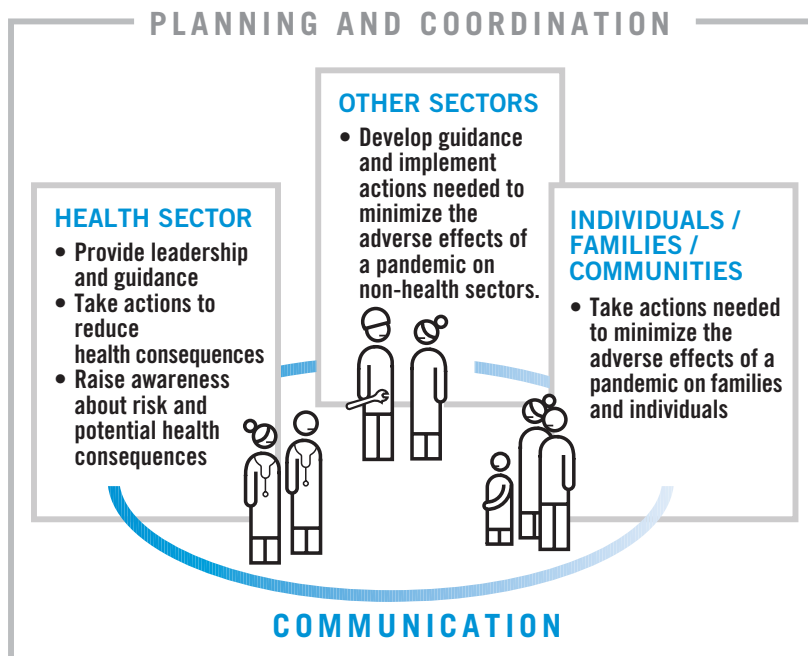 PLANNING AND COORDINATION
OTHER SECTORS
• Develop guidance
and implement
actions needed to
minimize the
adverse effects of
a pandemic on
non-health sectors.
HEALTH SECTOR
• Provide leadership
and guidance
• Take actions to
reduce
health consequences
• Raise awareness
about risk and
potential health
consequences
INDIVIDUALS /
FAMILIES /
COMMUNITIES
• Take actions needed
to minimize the
adverse effects of a
pandemic on families
and individuals
COMMUNICATION